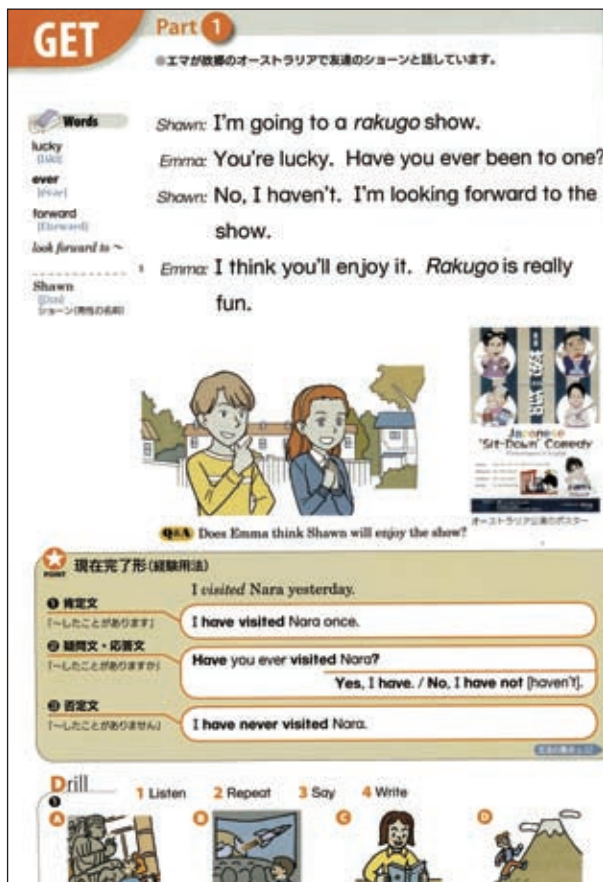 GET
Part 1
◎エマが故郷のオーストラリアで友達のショーンと話しています。
Words
lucky
ever
forward
look forward to ～
Shawn
ショーン(男性の名前)
Shawn: I'm going to a rakugo show.
Emma: You're lucky. Have you ever been to one?
Shawn: No, I haven't. I'm looking forward to the
show.
5 Emma: I think you'll enjoy it. Rakugo is really
fun.
Japanese
"Sit-Down" Comedy
オーストラリア公演のポスター
Q&A Does Emma think Shawn will enjoy the show?
POINT 現在完了形(経験用法)
I visited Nara yesterday.
❶ 肯定文
「～したことがあります」
I have visited Nara once.
❷ 疑問文・応答文
「～したことがありますか」
Have you ever visited Nara?
Yes, I have. / No, I have not [haven't].
❸ 否定文
「～したことがありません」
I have never visited Nara.
Drill
1 Listen 2 Repeat 3 Say 4 Write
❶
A B C D